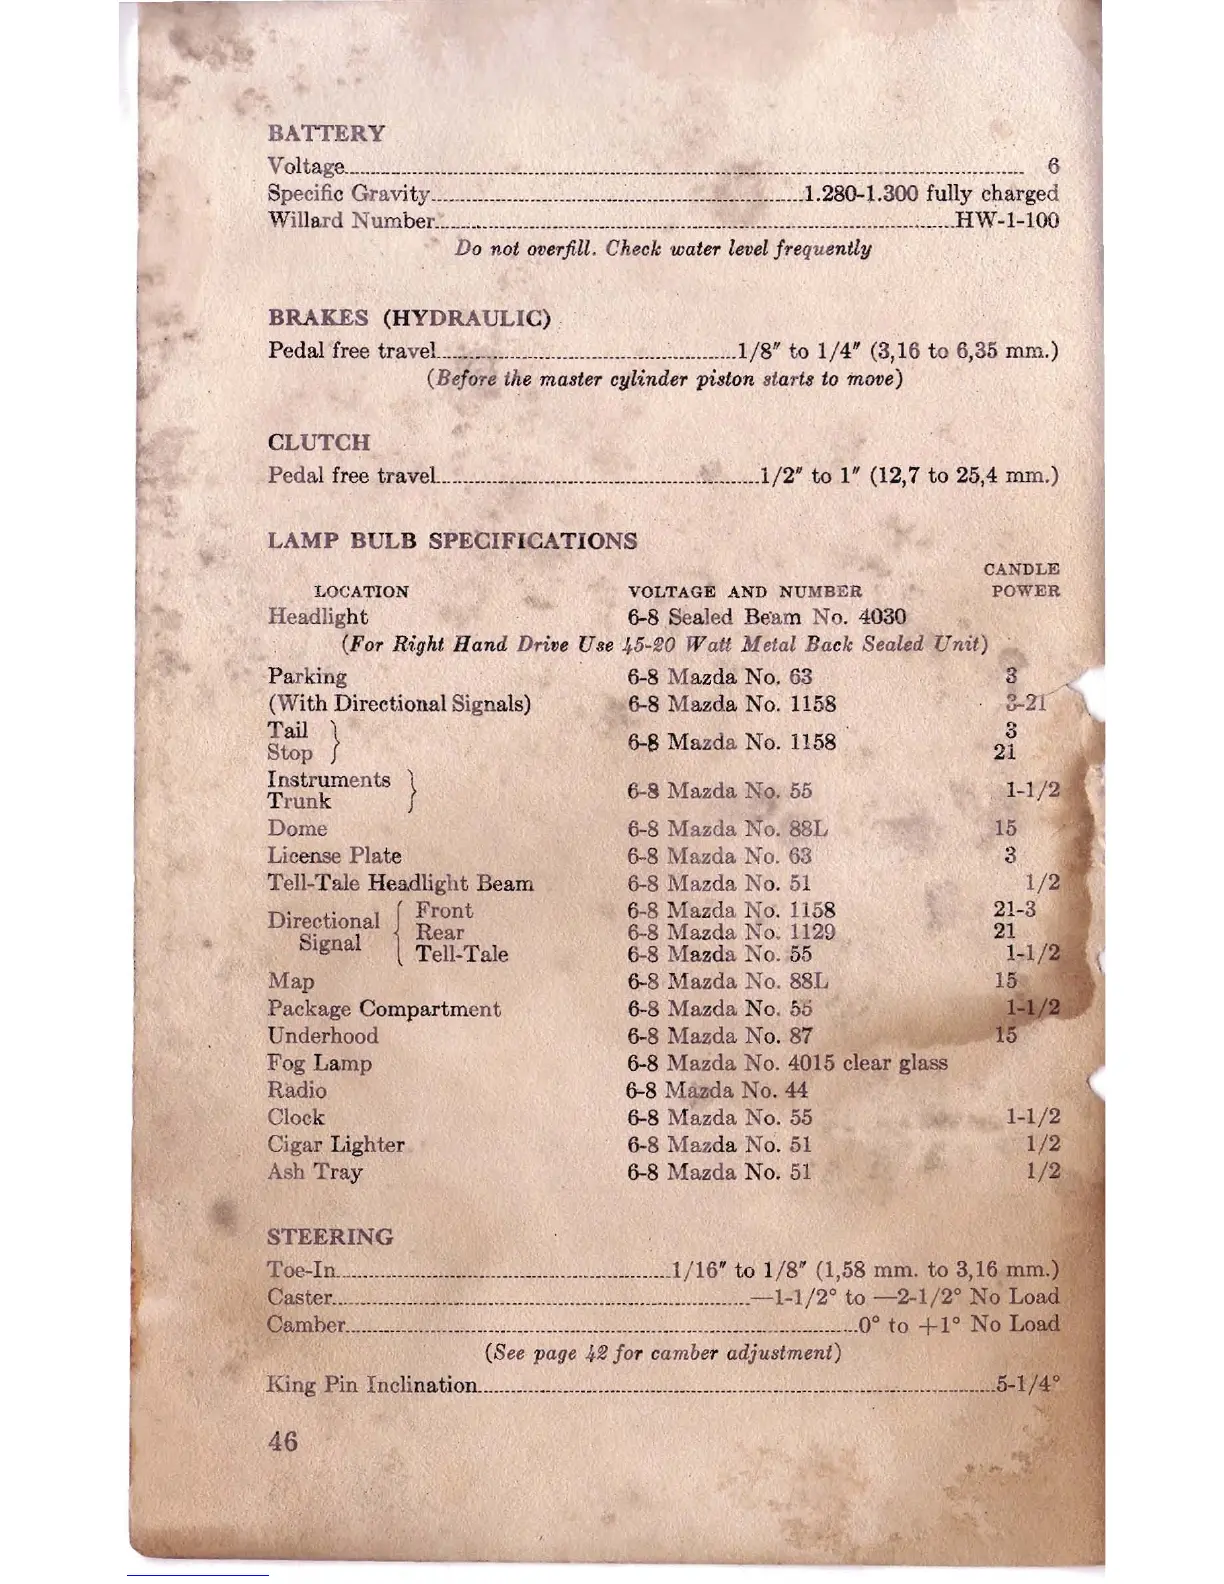 BATTERY
Voltage 6
Specific Gravity 1.280-1.300 fully charged
Willard Number HW-1-100
Do not overfill. Check water level frequently
BRAKES (HYDRAULIC)
Pedal free travel 1/8" to 1/4" (3,16 to 6,35 mm.)
(Before the master cylinder piston starts to move)
CLUTCH
Pedal free travel 1/2" to 1" (12,7 to 25,4 mm.)
LAMP BULB SPECIFICATIONS
CANDLE
LOCATION VOLTAGE AND NUMBER POWER
Headlight 6-8 Sealed Beam No. 4030
(For Right Hand Drive Use 45-20 Watt Metal Back Sealed Unit)
Parking 6-8 Mazda No. 63 3
(With Directional Signals) 6-8 Mazda No. 1158 3-21
Tail } 3
6-8 Mazda No. 1158
Stop } 21
Instruments }
6-8 Mazda No. 55 1-1/2
Trunk }
Dome 6-8 Mazda No. 88L 15
License Plate 6-8 Mazda No. 63 3
Tell-Tale Headlight Beam 6-8 Mazda No. 51 1/2
Directional { Front 6-8 Mazda No. 1158 21-3
Rear 6-8 Mazda No. 1129 21
Signal { Tell-Tale 6-8 Mazda No. 55 1-1/2
Map 6-8 Mazda No. 88L 15
Package Compartment 6-8 Mazda No. 55 1-1/2
Underhood 6-8 Mazda No. 87 15
Fog Lamp 6-8 Mazda No. 4015 clear glass
Radio 6-8 Mazda No. 44
Clock 6-8 Mazda No. 55 1-1/2
Cigar Lighter 6-8 Mazda No. 51 1/2
Ash Tray 6-8 Mazda No. 51 1/2
STEERING
Toe-In 1/16" to 1/8" (1,58 mm. to 3,16 mm.)
Caster —1-1/2° to —2-1/2° No Load
Camber 0° to +1° No Load
(See page 42 for camber adjustment)
King Pin Inclination 5-1/4°
46